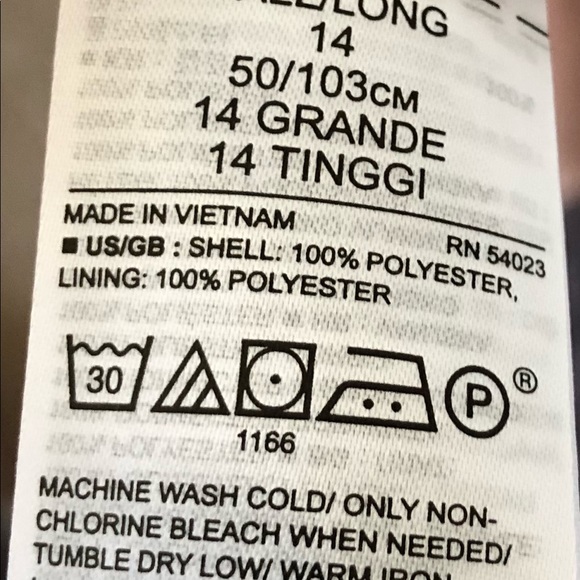 LONG
14
50/103CM
14 GRANDE
14 TINGGI
MADE IN VIETNAM
RN 54023
■ US/GB : SHELL: 100% POLYESTER,
LINING: 100% POLYESTER
30 P ®
1166
MACHINE WASH COLD/ ONLY NON-
CHLORINE BLEACH WHEN NEEDED/
TUMBLE DRY LOW/ WARM IRON